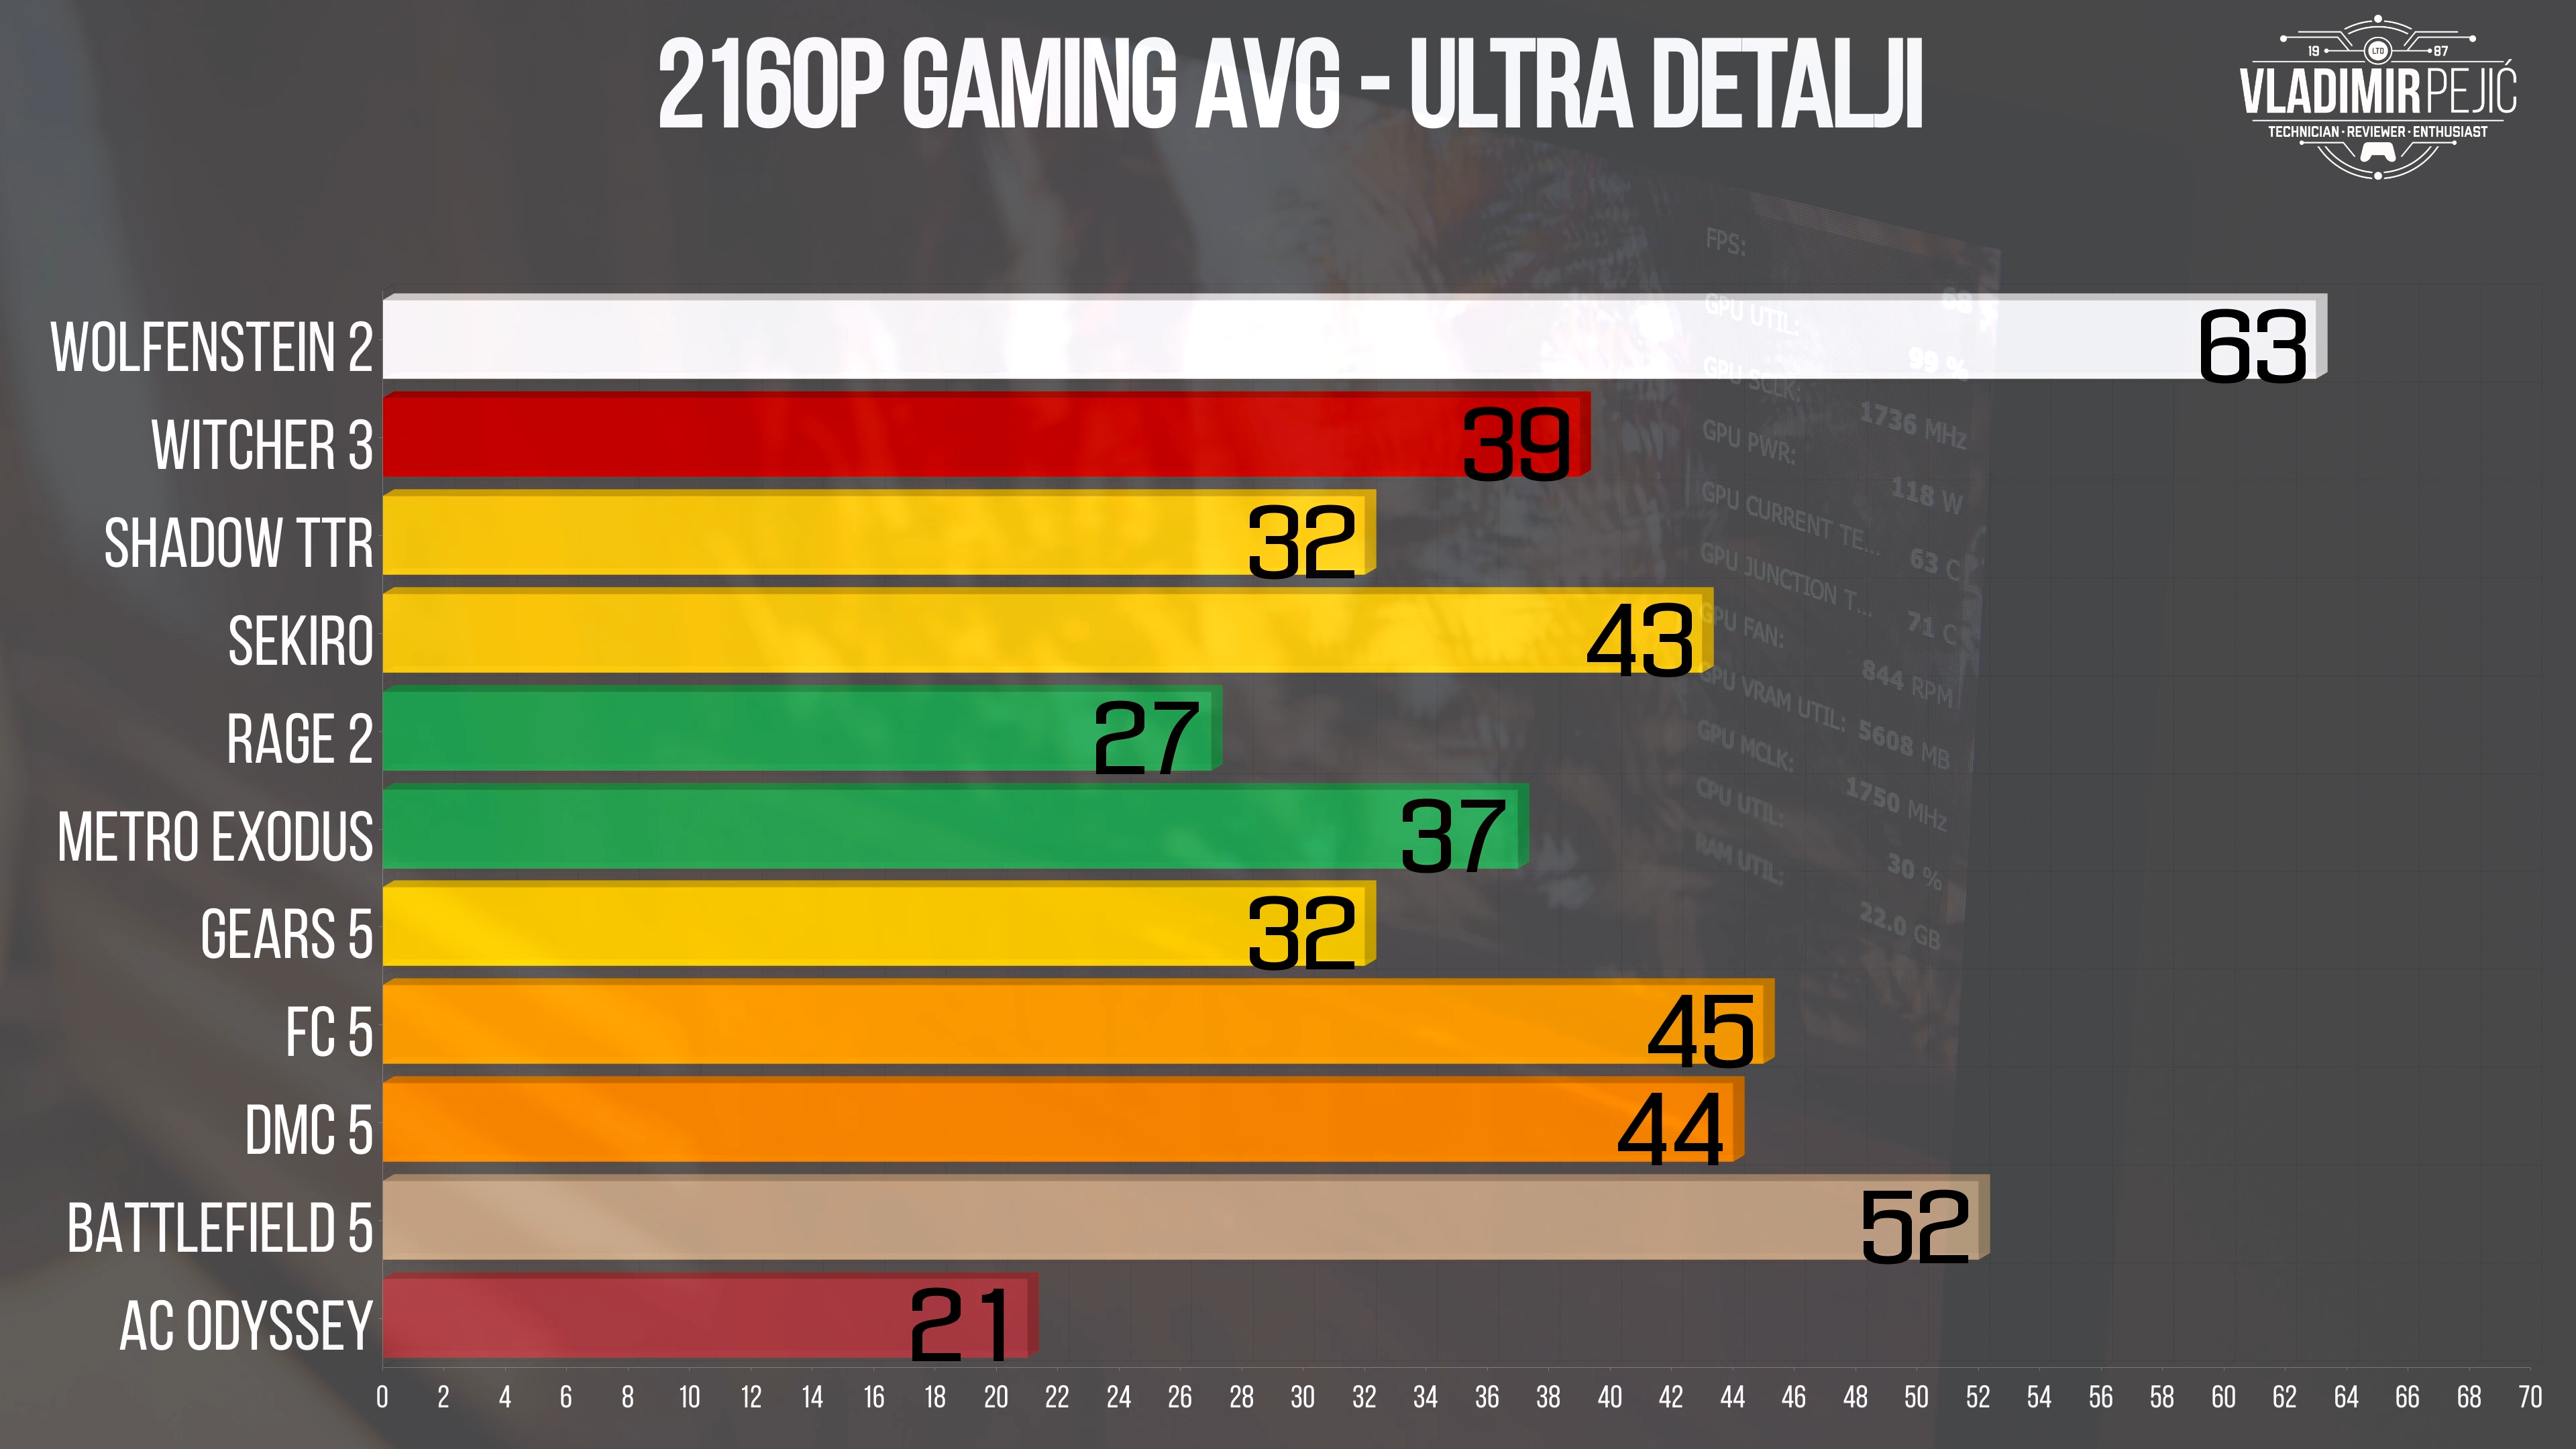 2160P GAMING AVG - ULTRA DETALJI
19 LTD 87
VLADIMIR PEJIĆ
TECHNICIAN · REVIEWER · ENTHUSIAST
FPS:
68
GPU UTIL:
99 %
GPU SCLK:
1736 MHz
GPU PWR:
118 W
GPU CURRENT TE...
63 C
GPU JUNCTION T...
71 C
GPU FAN:
844 RPM
GPU VRAM UTIL: 5608 MB
GPU MCLK:
1750 MHz
CPU UTIL:
30 %
RAM UTIL:
22.0 GB
WOLFENSTEIN 2 63
WITCHER 3 39
SHADOW TTR 32
SEKIRO 43
RAGE 2 27
METRO EXODUS 37
GEARS 5 32
FC 5 45
DMC 5 44
BATTLEFIELD 5 52
AC ODYSSEY 21
0 2 4 6 8 10 12 14 16 18 20 22 24 26 28 30 32 34 36 38 40 42 44 46 48 50 52 54 56 58 60 62 64 66 68 70